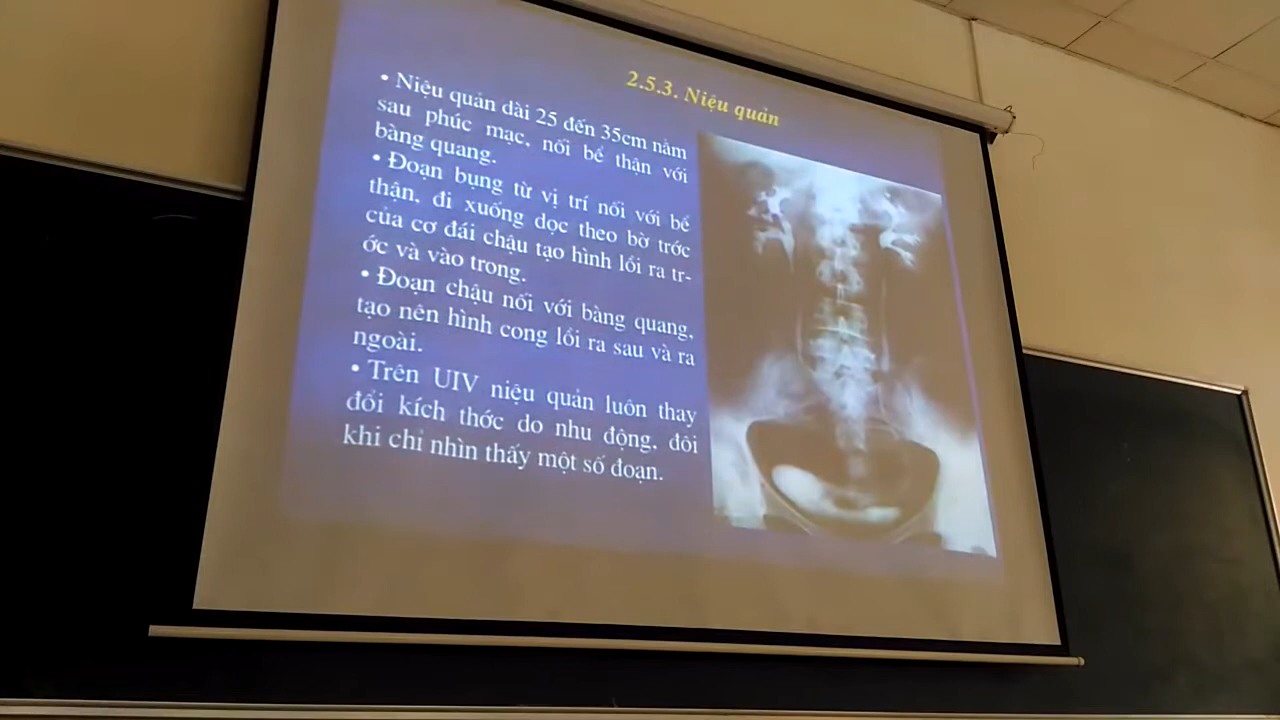 2.5.3. Niệu quản
• Niệu quản dài 25 đến 35cm nằm
sau phúc mạc, nối bể thận với
bàng quang.
• Đoạn bụng từ vị trí nối với bể
thận, đi xuống dọc theo bờ trớc
của cơ đái chậu tạo hình lồi ra tr-
ớc và vào trong.
• Đoạn chậu nối với bàng quang,
tạo nên hình cong lồi ra sau và ra
ngoài.
• Trên UIV niệu quản luôn thay
đổi kích thớc do nhu động, đôi
khi chỉ nhìn thấy một số đoạn.